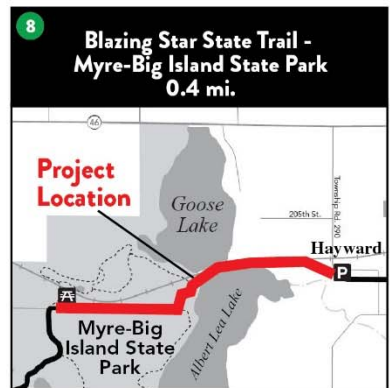 8
Blazing Star State Trail -
Myre-Big Island State Park
0.4 mi.
46
Project
Location
Goose
Lake
205th St.
Township Rd 290
Hayward
P
Myre-Big
Island State
Park
Albert Lea Lake